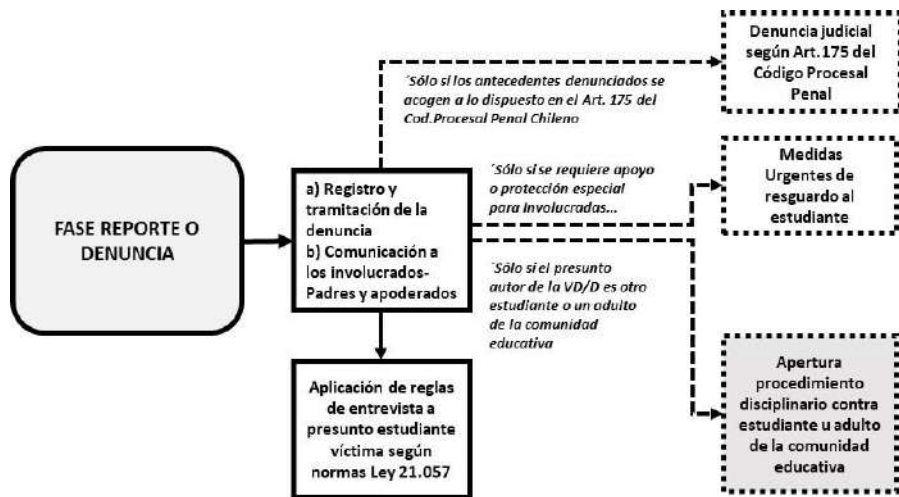 Denuncia judicial
según Art.175 del
Código Procesal
Penal
´Sólo si los antecedentes denunciados se
acogen a lo dispuesto en el Art. 175 del
Cod.Procesal Penal Chileno
FASE REPORTE O
DENUNCIA
a) Registro y
tramitación de la
denuncia
b) Comunicación a
los involucrados-
Padres y apoderados
´Sólo si se requiere apoyo
o protección especial
para involucradas...
Medidas
Urgentes de
resguardo al
estudiante
´Sólo si el presunto
autor de la VD/D es otro
estudiante o un adulto
de la comunidad
educativa
Aplicación de reglas
de entrevista a
presunto estudiante
víctima según
normas Ley 21.057
Apertura
procedimiento
disciplinario contra
estudiante u adulto
de la comunidad
educativa